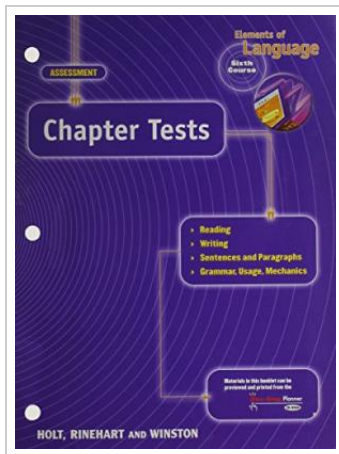 Elements of
Language
Sixth
Course
ASSESSMENT
Chapter Tests
Reading
Writing
Sentences and Paragraphs
Grammar, Usage, Mechanics
Materials in this booklet can be
previewed and printed from the
Planner
HOLT, RINEHART AND WINSTON